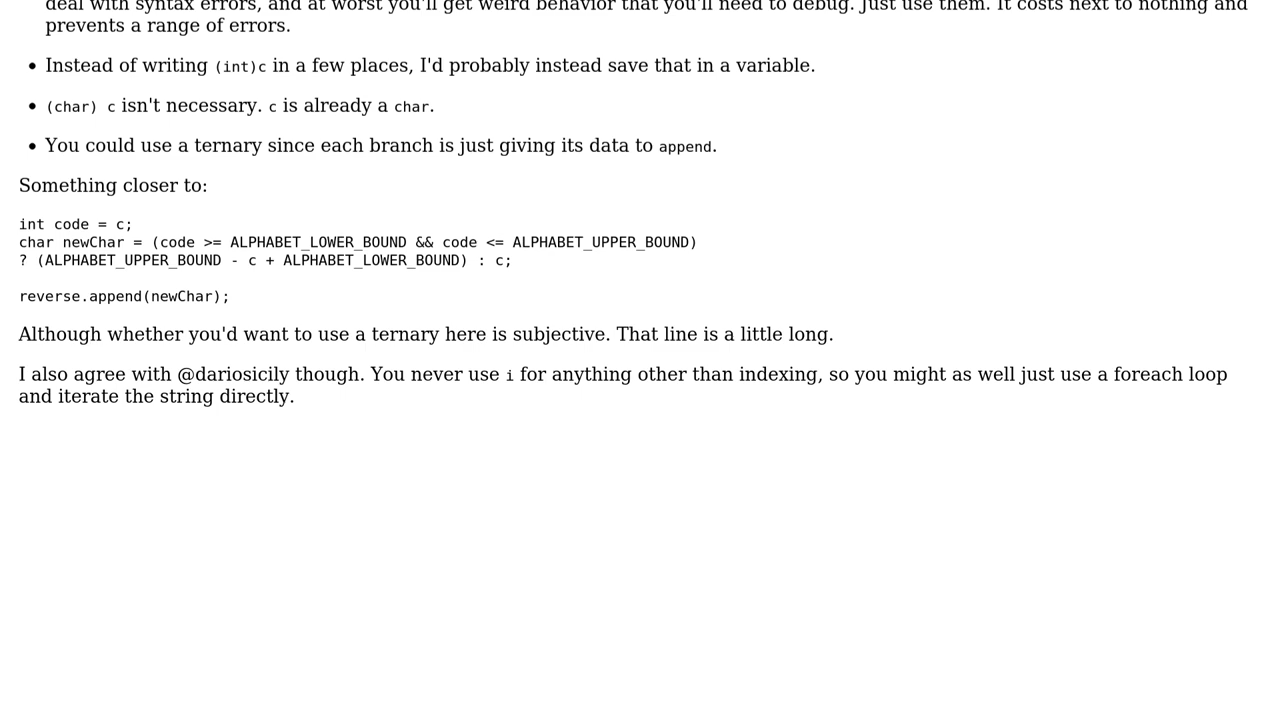 deal with syntax errors, and at worst you'll get weird behavior that you'll need to debug. Just use them. It costs next to nothing and
prevents a range of errors.
• Instead of writing (int)c in a few places, I'd probably instead save that in a variable.
• (char) c isn't necessary. c is already a char.
• You could use a ternary since each branch is just giving its data to append.
Something closer to:
int code = c;
char newChar = (code >= ALPHABET_LOWER_BOUND && code <= ALPHABET_UPPER_BOUND)
? (ALPHABET_UPPER_BOUND - c + ALPHABET_LOWER_BOUND) : c;
reverse.append(newChar);
Although whether you'd want to use a ternary here is subjective. That line is a little long.
I also agree with @dariosicily though. You never use i for anything other than indexing, so you might as well just use a foreach loop
and iterate the string directly.